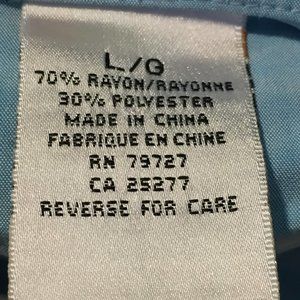 L/G
70% RAYON/RAYONNE
30% POLYESTER
MADE IN CHINA
FABRIQUE EN CHINE
RN 79727
CA 25277
REVERSE FOR CARE